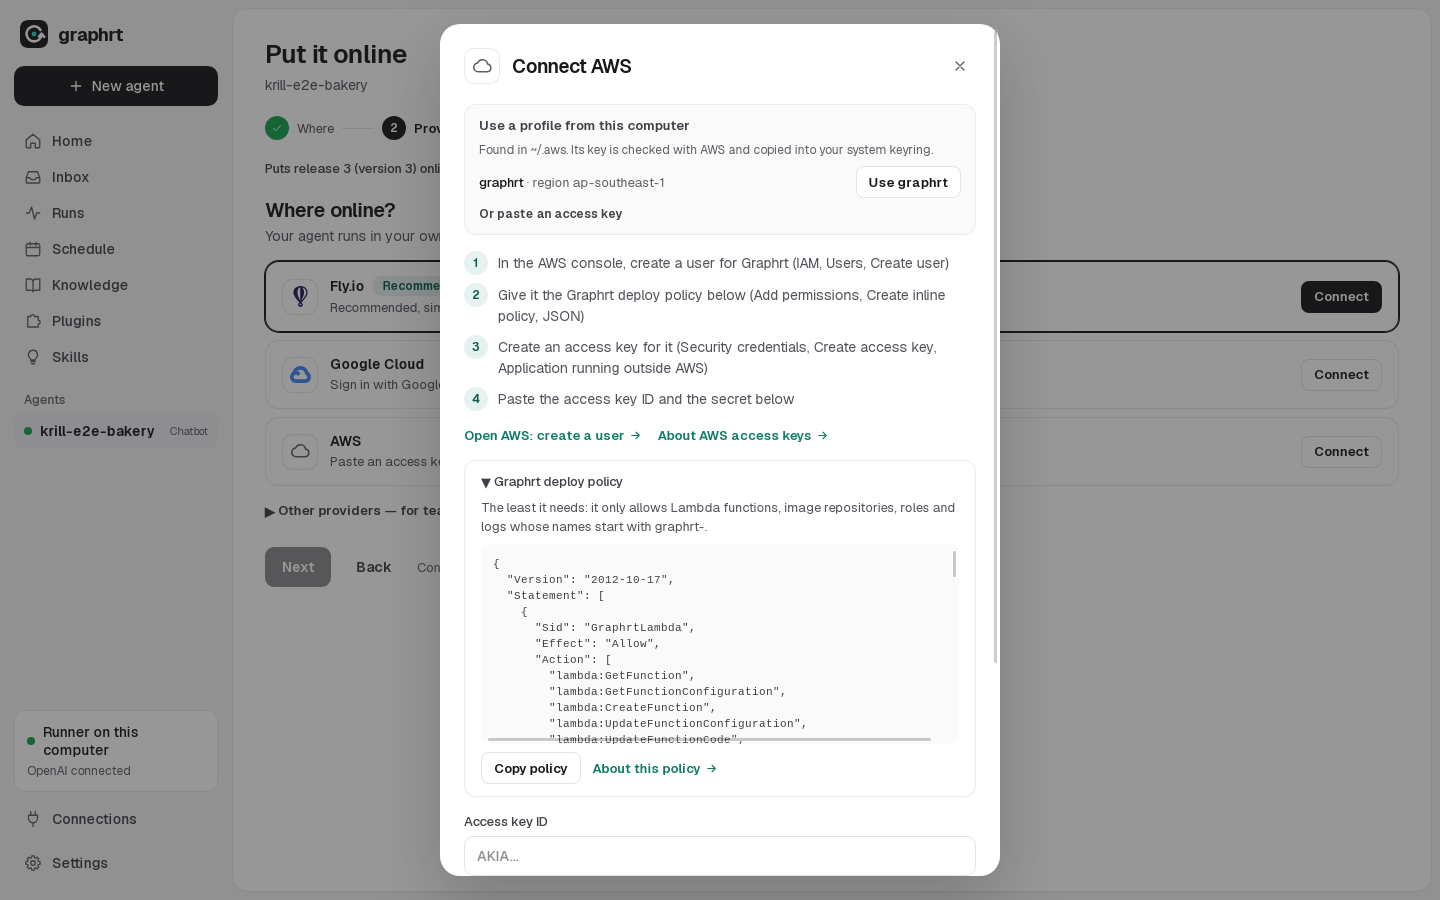 graphrt
New agent
Home
Inbox
Runs
Schedule
Knowledge
Plugins
Skills
Agents
krill-e2e-bakery Chatbot
Runner on this
computer
OpenAI connected
Connections
Settings
Put it online
krill-e2e-bakery
Where
2
Puts release 3 (version 3)
Where online?
Your agent runs in your
Fly.io
Recommended,
Connect
Google Cloud
Sign in with
Connect
AWS
Paste an access
Connect
Other providers — for
Next
Back
Connect AWS
Use a profile from this computer
Found in ~/.aws. Its key is checked with AWS and copied into your system keyring.
graphrt · region ap-southeast-1
Use graphrt
Or paste an access key
1 In the AWS console, create a user for Graphrt (IAM, Users, Create user)
2 Give it the Graphrt deploy policy below (Add permissions, Create inline
policy, JSON)
3 Create an access key for it (Security credentials, Create access key,
Application running outside AWS)
4 Paste the access key ID and the secret below
Open AWS: create a user → About AWS access keys →
▼ Graphrt deploy policy
The least it needs: it only allows Lambda functions, image repositories, roles and
logs whose names start with graphrt-.
{
"Version": "2012-10-17",
"Statement": [
{
"Sid": "GraphrtLambda",
"Effect": "Allow",
"Action": [
"lambda:GetFunction",
"lambda:GetFunctionConfiguration",
"lambda:CreateFunction",
"lambda:UpdateFunctionConfiguration",
"lambda:UpdateFunctionCode",
Copy policy
About this policy →
Access key ID
AKIA...